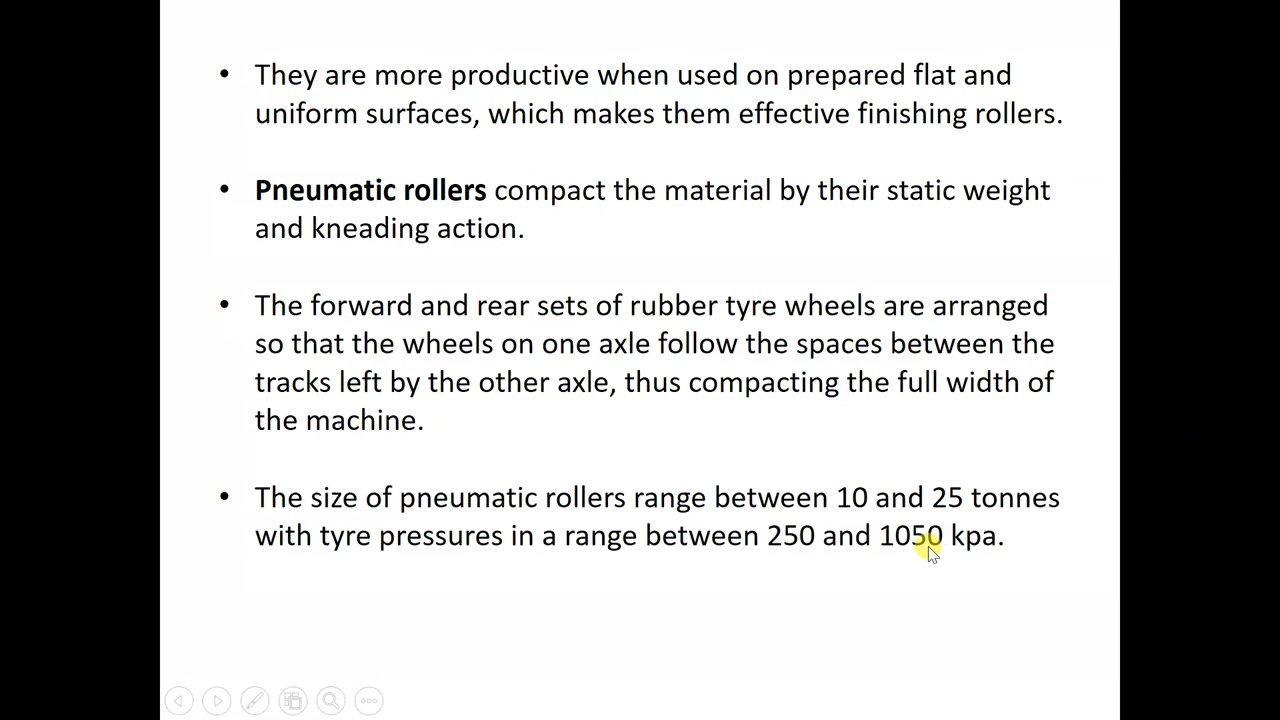 • They are more productive when used on prepared flat and
uniform surfaces, which makes them effective finishing rollers.
• Pneumatic rollers compact the material by their static weight
and kneading action.
• The forward and rear sets of rubber tyre wheels are arranged
so that the wheels on one axle follow the spaces between the
tracks left by the other axle, thus compacting the full width of
the machine.
• The size of pneumatic rollers range between 10 and 25 tonnes
with tyre pressures in a range between 250 and 1050 kpa.